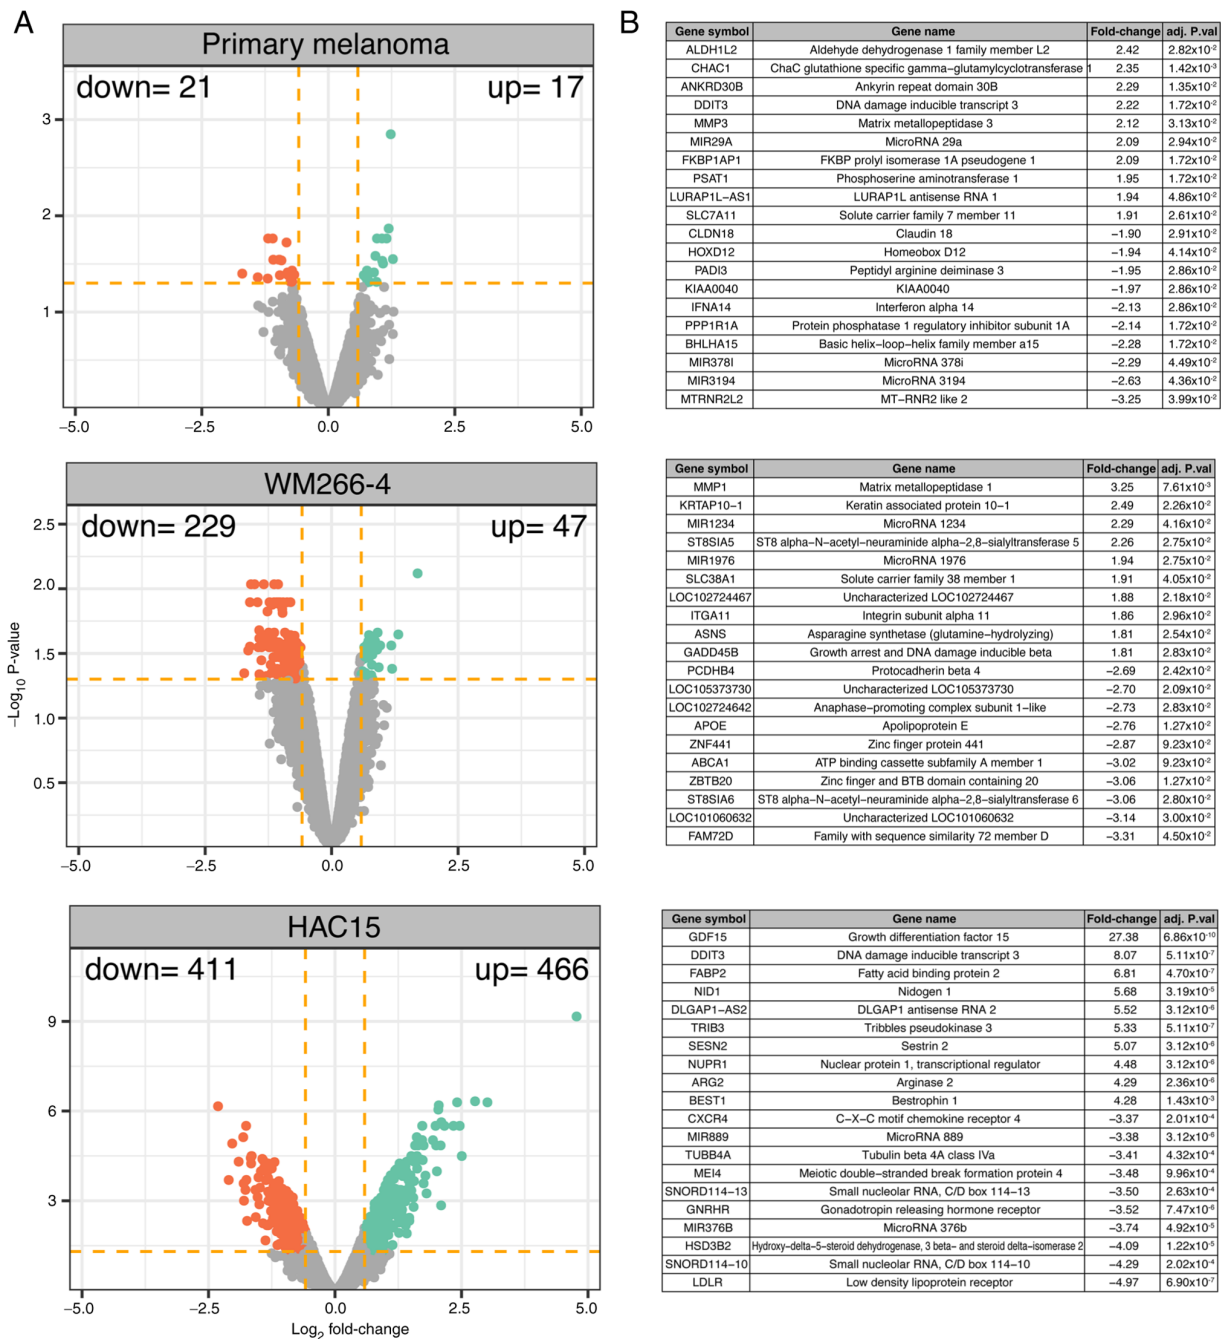 A
Primary melanoma
down= 21 up= 17
3
2
1
−5.0 −2.5 0.0 2.5 5.0
WM266-4
down= 229 up= 47
2.5
2.0
1.5
1.0
0.5
−Log10 P-value
−5.0 −2.5 0.0 2.5 5.0
HAC15
down= 411 up= 466
9
6
3
−5.0 −2.5 0.0 2.5 5.0
Log2 fold-change
B
Gene symbol Gene name Fold-change adj. P.val
ALDH1L2 Aldehyde dehydrogenase 1 family member L2 2.42 2.82x10-2
CHAC1 ChaC glutathione specific gamma−glutamylcyclotransferase 1 2.35 1.42x10-3
ANKRD30B Ankyrin repeat domain 30B 2.29 1.35x10-2
DDIT3 DNA damage inducible transcript 3 2.22 1.72x10-2
MMP3 Matrix metallopeptidase 3 2.12 3.13x10-2
MIR29A MicroRNA 29a 2.09 2.94x10-2
FKBP1AP1 FKBP prolyl isomerase 1A pseudogene 1 2.09 1.72x10-2
PSAT1 Phosphoserine aminotransferase 1 1.95 1.72x10-2
LURAP1L−AS1 LURAP1L antisense RNA 1 1.94 4.86x10-2
SLC7A11 Solute carrier family 7 member 11 1.91 2.61x10-2
CLDN18 Claudin 18 −1.90 2.91x10-2
HOXD12 Homeobox D12 −1.94 4.14x10-2
PADI3 Peptidyl arginine deiminase 3 −1.95 2.86x10-2
KIAA0040 KIAA0040 −1.97 2.86x10-2
IFNA14 Interferon alpha 14 −2.13 2.86x10-2
PPP1R1A Protein phosphatase 1 regulatory inhibitor subunit 1A −2.14 1.72x10-2
BHLHA15 Basic helix−loop−helix family member a15 −2.28 1.72x10-2
MIR378I MicroRNA 378i −2.29 4.49x10-2
MIR3194 MicroRNA 3194 −2.63 4.36x10-2
MTRNR2L2 MT−RNR2 like 2 −3.25 3.99x10-2
Gene symbol Gene name Fold-change adj. P.val
MMP1 Matrix metallopeptidase 1 3.25 7.61x10-3
KRTAP10−1 Keratin associated protein 10−1 2.49 2.26x10-2
MIR1234 MicroRNA 1234 2.29 4.16x10-2
ST8SIA5 ST8 alpha−N−acetyl−neuraminide alpha−2,8−sialyltransferase 5 2.26 2.75x10-2
MIR1976 MicroRNA 1976 1.94 2.75x10-2
SLC38A1 Solute carrier family 38 member 1 1.91 4.05x10-2
LOC102724467 Uncharacterized LOC102724467 1.88 2.18x10-2
ITGA11 Integrin subunit alpha 11 1.86 2.96x10-2
ASNS Asparagine synthetase (glutamine−hydrolyzing) 1.81 2.54x10-2
GADD45B Growth arrest and DNA damage inducible beta 1.81 2.83x10-2
PCDHB4 Protocadherin beta 4 −2.69 2.42x10-2
LOC105373730 Uncharacterized LOC105373730 −2.70 2.09x10-2
LOC102724642 Anaphase−promoting complex subunit 1−like −2.73 2.83x10-2
APOE Apolipoprotein E −2.76 1.27x10-2
ZNF441 Zinc finger protein 441 −2.87 9.23x10-2
ABCA1 ATP binding cassette subfamily A member 1 −3.02 9.23x10-2
ZBTB20 Zinc finger and BTB domain containing 20 −3.06 1.27x10-2
ST8SIA6 ST8 alpha−N−acetyl−neuraminide alpha−2,8−sialyltransferase 6 −3.06 2.80x10-2
LOC101060632 Uncharacterized LOC101060632 −3.14 3.00x10-2
FAM72D Family with sequence similarity 72 member D −3.31 4.50x10-2
Gene symbol Gene name Fold-change adj. P.val
GDF15 Growth differentiation factor 15 27.38 6.86x10-10
DDIT3 DNA damage inducible transcript 3 8.07 5.11x10-7
FABP2 Fatty acid binding protein 2 6.81 4.70x10-7
NID1 Nidogen 1 5.68 3.19x10-5
DLGAP1−AS2 DLGAP1 antisense RNA 2 5.52 3.12x10-6
TRIB3 Tribbles pseudokinase 3 5.33 5.11x10-7
SESN2 Sestrin 2 5.07 3.12x10-6
NUPR1 Nuclear protein 1, transcriptional regulator 4.48 3.12x10-6
ARG2 Arginase 2 4.29 2.36x10-6
BEST1 Bestrophin 1 4.28 1.43x10-3
CXCR4 C−X−C motif chemokine receptor 4 −3.37 2.01x10-4
MIR889 MicroRNA 889 −3.38 3.12x10-6
TUBB4A Tubulin beta 4A class IVa −3.41 4.32x10-4
MEI4 Meiotic double−stranded break formation protein 4 −3.48 9.96x10-4
SNORD114−13 Small nucleolar RNA, C/D box 114−13 −3.50 2.63x10-4
GNRHR Gonadotropin releasing hormone receptor −3.52 7.47x10-6
MIR376B MicroRNA 376b −3.74 4.92x10-5
HSD3B2 Hydroxy−delta−5−steroid dehydrogenase, 3 beta− and steroid delta−isomerase 2 −4.09 1.22x10-5
SNORD114−10 Small nucleolar RNA, C/D box 114−10 −4.29 2.02x10-4
LDLR Low density lipoprotein receptor −4.97 6.90x10-7